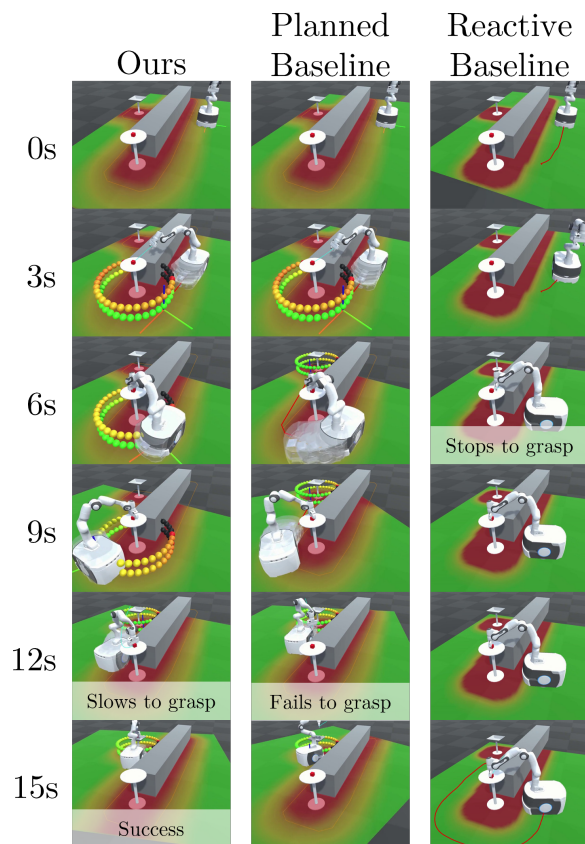 Ours
Planned
Baseline
Reactive
Baseline
0s
3s
6s
Stops to grasp
9s
12s
Slows to grasp
Fails to grasp
15s
Success